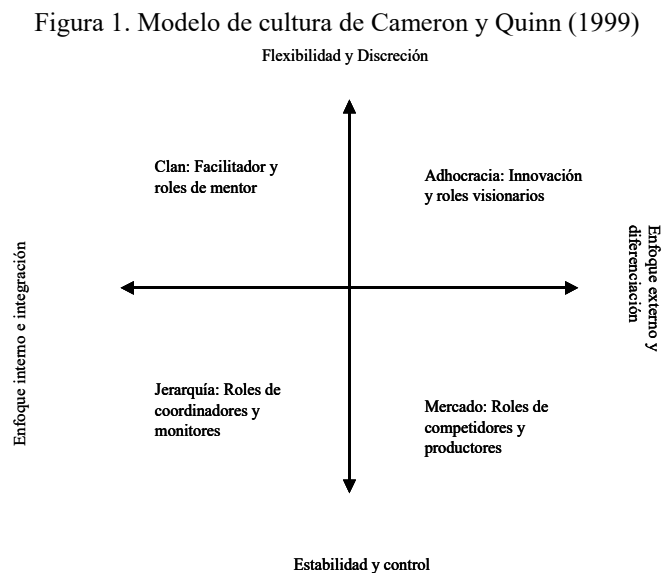 Figura 1. Modelo de cultura de Cameron y Quinn (1999)
Flexibilidad y Discreción
Clan: Facilitador y
roles de mentor
Adhocracia: Innovación
y roles visionarios
Enfoque interno e integración
Enfoque externo y
diferenciación
Jerarquía: Roles de
coordinadores y
monitores
Mercado: Roles de
competidores y
productores
Estabilidad y control